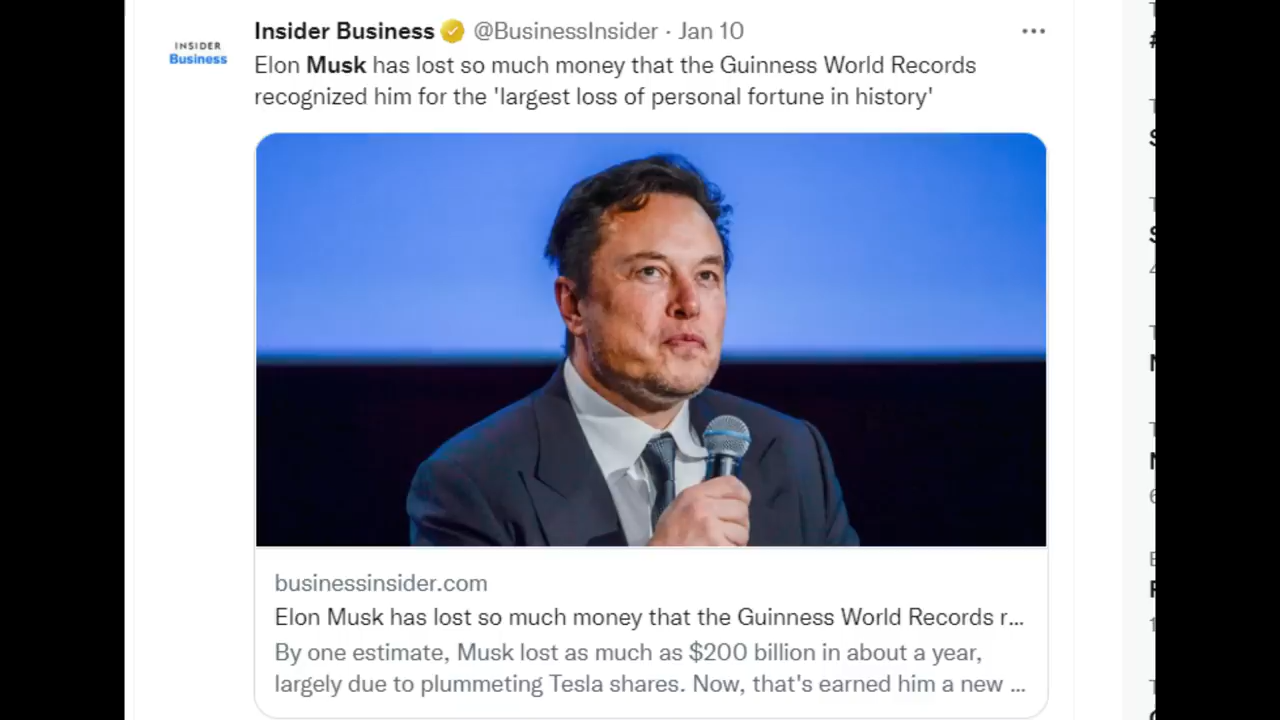 Insider Business @BusinessInsider · Jan 10
INSIDER
Business
Elon Musk has lost so much money that the Guinness World Records
recognized him for the 'largest loss of personal fortune in history'
businessinsider.com
Elon Musk has lost so much money that the Guinness World Records r...
By one estimate, Musk lost as much as $200 billion in about a year,
largely due to plummeting Tesla shares. Now, that's earned him a new ...